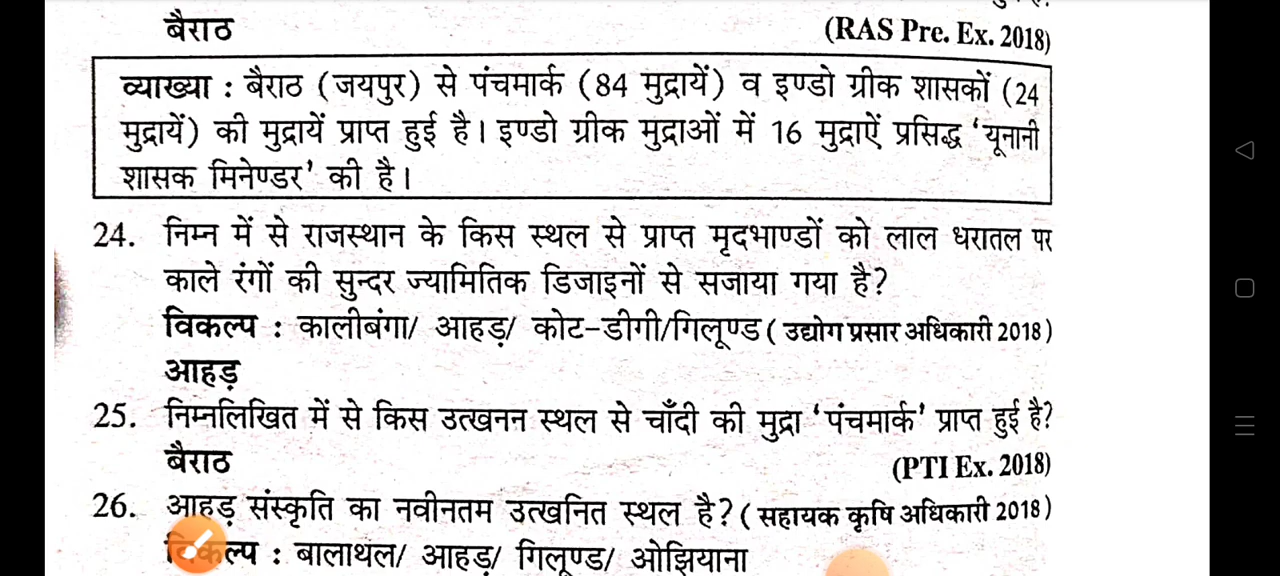 बैराठ (RAS Pre. Ex. 2018)
व्याख्या : बैराठ (जयपुर) से पंचमार्क (84 मुद्रायें) व इण्डो ग्रीक शासकों (24
मुद्रायें) की मुद्रायें प्राप्त हुई है। इण्डो ग्रीक मुद्राओं में 16 मुद्राऐं प्रसिद्ध ‘यूनानी
शासक मिनेण्डर’ की है।
24. निम्न में से राजस्थान के किस स्थल से प्राप्त मृदभाण्डों को लाल धरातल पर
काले रंगों की सुन्दर ज्यामितिक डिजाइनों से सजाया गया है?
विकल्प : कालीबंगा/ आहड़/ कोट-डीगी/गिलूण्ड ( उद्योग प्रसार अधिकारी 2018 )
आहड़
25. निम्नलिखित में से किस उत्खनन स्थल से चाँदी की मुद्रा ‘पंचमार्क’ प्राप्त हुई है?
बैराठ (PTI Ex. 2018)
26. आहड़ संस्कृति का नवीनतम उत्खनित स्थल है? ( सहायक कृषि अधिकारी 2018 )
विकल्प : बालाथल/ आहड़/ गिलूण्ड/ ओझियाना